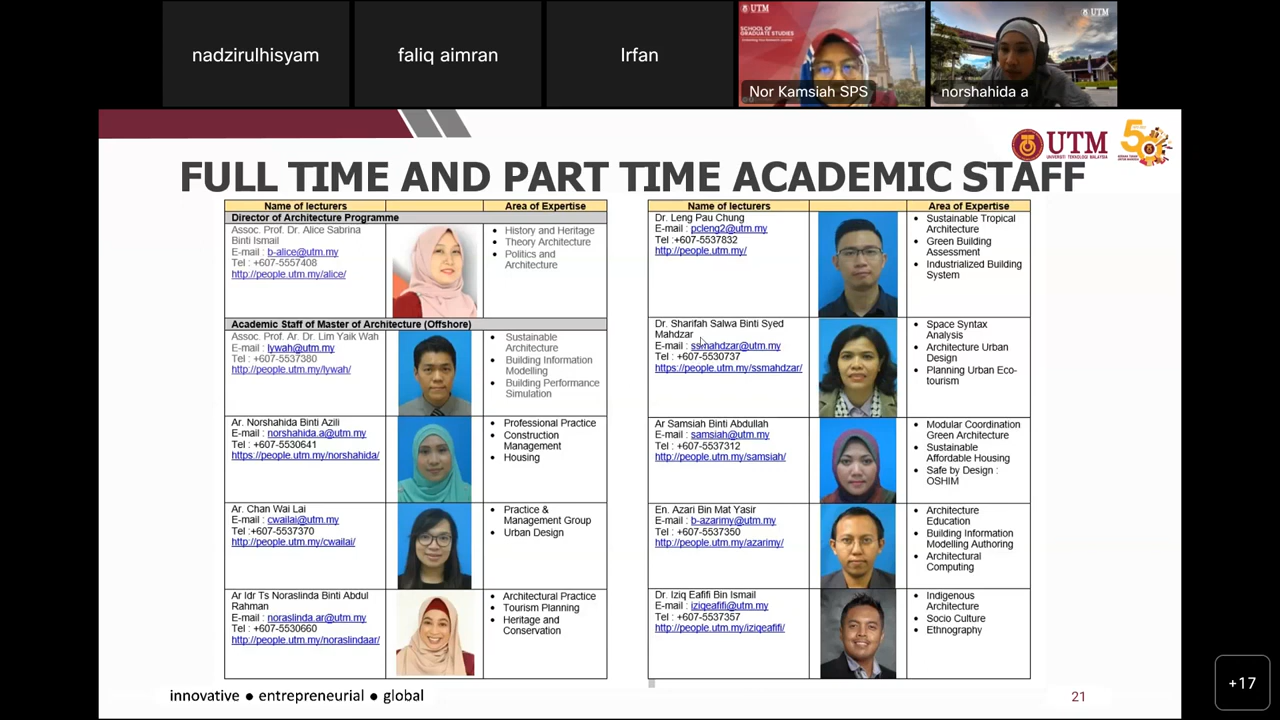 nadzirulhisyam
faliq aimran
Irfan
UTM
SCHOOL OF
GRADUATE STUDIES
Nor Kamsiah SPS
UTM
norshahida a
UTM
UNIVERSITI TEKNOLOGI MALAYSIA
FULL TIME AND PART TIME ACADEMIC STAFF
Name of lecturers
Area of Expertise
Director of Architecture Programme
Assoc. Prof. Dr. Alice Sabrina
Binti Ismail
E-mail : b-alice@utm.my
Tel : +607-5557408
http://people.utm.my/alice/
History and Heritage
Theory Architecture
Politics and
Architecture
Academic Staff of Master of Architecture (Offshore)
Assoc. Prof. Ar. Dr. Lim Yaik Wah
E-mail : lywah@utm.my
Tel : +607-5537380
http://people.utm.my/lywah/
Sustainable
Architecture
Building Information
Modelling
Building Performance
Simulation
Ar. Norshahida Binti Azili
E-mail : norshahida.a@utm.my
Tel : +607-5530641
https://people.utm.my/norshahida/
Professional Practice
Construction
Management
Housing
Ar. Chan Wai Lai
E-mail : cwailai@utm.my
Tel :+607-5537370
http://people.utm.my/cwailai/
Practice &
Management Group
Urban Design
Ar Idr Ts Noraslinda Binti Abdul
Rahman
E-mail : noraslinda.ar@utm.my
Tel : +607-5530660
http://people.utm.my/noraslindaar/
Architectural Practice
Tourism Planning
Heritage and
Conservation
Name of lecturers
Area of Expertise
Dr. Leng Pau Chung
E-mail : pcleng2@utm.my
Tel :+607-5537832
http://people.utm.my/
Sustainable Tropical
Architecture
Green Building
Assessment
Industrialized Building
System
Dr. Sharifah Salwa Binti Syed
Mahdzar
E-mail : ssmahdzar@utm.my
Tel : +607-5530737
https://people.utm.my/ssmahdzar/
Space Syntax
Analysis
Architecture Urban
Design
Planning Urban Eco-
tourism
Ar Samsiah Binti Abdullah
E-mail : samsiah@utm.my
Tel : +607-5537312
http://people.utm.my/samsiah/
Modular Coordination
Green Architecture
Sustainable
Affordable Housing
Safe by Design :
OSHIM
En. Azari Bin Mat Yasir
E-mail : b-azarimy@utm.my
Tel : +607-5537350
http://people.utm.my/azarimy/
Architecture
Education
Building Information
Modelling Authoring
Architectural
Computing
Dr. Iziq Eafifi Bin Ismail
E-mail : iziqeafifi@utm.my
Tel : +607-5537357
http://people.utm.my/iziqeafifi/
Indigenous
Architecture
Socio Culture
Ethnography
innovative ● entrepreneurial ● global
21
+17